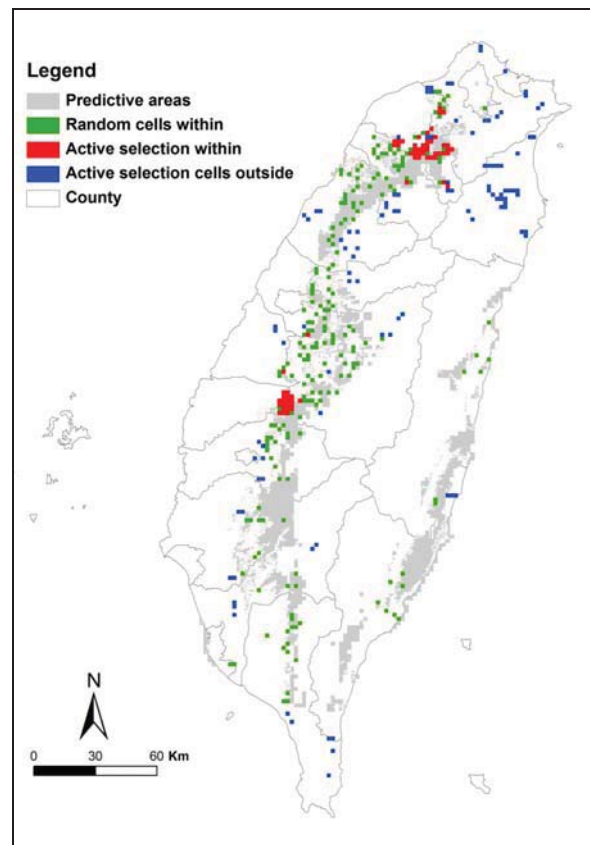 Legend
Predictive areas
Random cells within
Active selection within
Active selection cells outside
County
N
0 30 60 Km